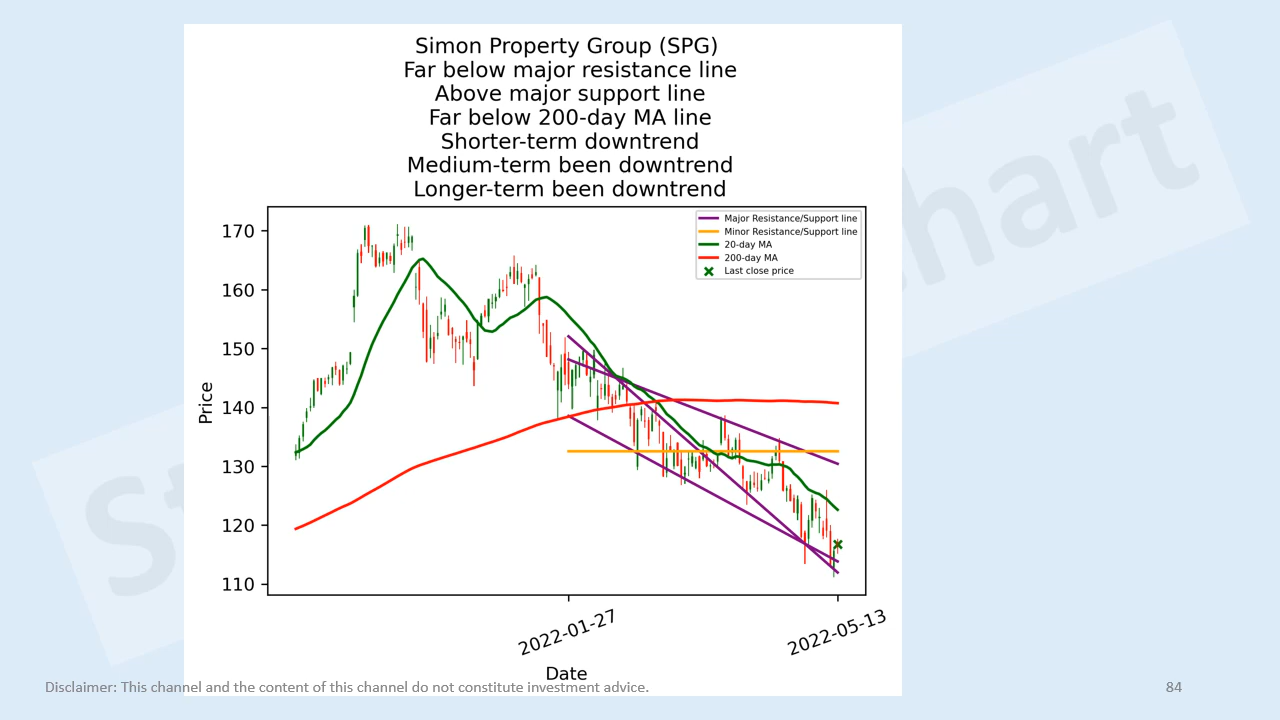 Simon Property Group (SPG)
Far below major resistance line
Above major support line
Far below 200-day MA line
Shorter-term downtrend
Medium-term been downtrend
Longer-term been downtrend
Major Resistance/Support line
Minor Resistance/Support line
20-day MA
200-day MA
Last close price
170
160
150
140
130
120
110
Price
2022-01-27
2022-05-13
Date
Disclaimer: This channel and the content of this channel do not constitute investment advice.
84